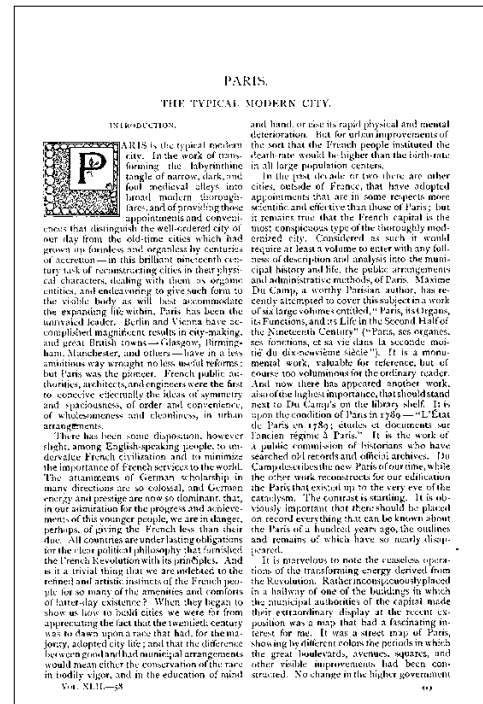 PARIS.
THE TYPICAL MODERN CITY.
INTRODUCTION.
PARIS is the typical modern
city. In the work of trans-
forming the labyrinthine
tangle of narrow, dark, and
foul medieval alleys into
broad modern thorough-
fares, and of providing those
appointments and conveni-
ences that distinguish the well-ordered city of
our day from the old-time cities which had
grown up formless and organless by centuries
of accretion — in this brilliant nineteenth cen-
tury task of reconstructing cities in their physi-
cal characters, dealing with them as organic
entities, and endeavoring to give such form to
the visible body as will best accommodate
the expanding life within, Paris has been the
unrivaled leader. Berlin and Vienna have ac-
complished magnificent results in city-making,
and great British towns — Glasgow, Birming-
ham, Manchester, and others — have in a less
ambitious way wrought no less useful reforms;
but Paris was the pioneer. French public au-
thorities, architects, and engineers were the first
to conceive effectually the ideas of symmetry
and spaciousness, of order and convenience,
of wholesomeness and cleanliness, in urban
arrangements.
There has been some disposition, however
slight, among English-speaking people, to un-
dervalue French civilization and to minimize
the importance of French services to the world.
The attainments of German scholarship in
many directions are so colossal, and German
energy and prestige are now so dominant, that,
in our admiration for the progress and achieve-
ments of this younger people, we are in danger,
perhaps, of giving the French less than their
due. All countries are under lasting obligations
for the clear political philosophy that furnished
the French Revolution with its principles. And
is it a trivial thing that we are indebted to the
refined and artistic instincts of the French peo-
ple for so many of the amenities and comforts
of latter-day existence? When they began to
show us how to build cities we were far from
appreciating the fact that the twentieth century
was to dawn upon a race that had, for the ma-
jority, adopted city life; and that the difference
between good and bad municipal arrangements
would mean either the conservation of the race
in bodily vigor, and in the education of mind
VOL. XLII.—58
and hand, or else its rapid physical and mental
deterioration. But for urban improvements of
the sort that the French people instituted the
death-rate would be higher than the birth-rate
in all large population centers.
In the past decade or two there are other
cities, outside of France, that have adopted
appointments that are in some respects more
scientific and effective than those of Paris; but
it remains true that the French capital is the
most conspicuous type of the thoroughly mod-
ernized city. Considered as such it would
require at least a volume to enter with any full-
ness of description and analysis into the muni-
cipal history and life, the public arrangements
and administrative methods, of Paris. Maxime
Du Camp, a worthy Parisian author, has re-
cently attempted to cover this subject in a work
of six large volumes entitled, "Paris, its Organs,
its Functions, and its Life in the Second Half of
the Nineteenth Century" ("Paris, ses organes,
ses fonctions, et sa vie dans la seconde moi-
tié du dix-neuvième siècle"). It is a monu-
mental work, valuable for reference, but of
course too voluminous for the ordinary reader.
And now there has appeared another work,
also of the highest importance, that should stand
next to Du Camp's on the library shelf. It is
upon the condition of Paris in 1789 — "L'État
de Paris en 1789; études et documents sur
l'ancien régime à Paris." It is the work of
a public commission of historians who have
searched old records and official archives. Du
Camp describes the new Paris of our time, while
the other work reconstructs for our edification
the Paris that existed up to the very eve of the
cataclysm. The contrast is startling. It is ob-
viously important that there should be placed
on record everything that can be known about
the Paris of a hundred years ago, the outlines
and remains of which have so nearly disap-
peared.
It is marvelous to note the ceaseless opera-
tions of the transforming energy derived from
the Revolution. Rather inconspicuously placed
in a hallway of one of the buildings in which
the municipal authorities of the capital made
their extraordinary display at the recent ex-
position was a map that had a fascinating in-
terest for me. It was a street map of Paris,
showing by different colors the periods in which
the great boulevards, avenues, squares, and
other visible improvements had been con-
structed. No change in the higher government